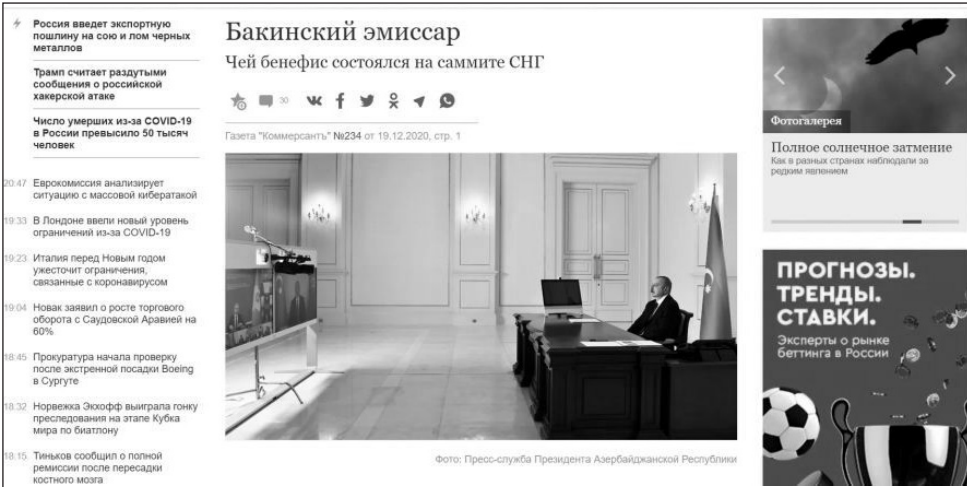 Россия введет экспортную
пошлину на сою и лом черных
металлов
Трамп считает раздутыми
сообщения о российской
хакерской атаке
Число умерших из-за COVID-19
в России превысило 50 тысяч
человек
20:47 Еврокомиссия анализирует
ситуацию с массовой кибератакой
19:33 В Лондоне ввели новый уровень
ограничений из-за COVID-19
19:23 Италия перед Новым годом
ужесточит ограничения,
связанные с коронавирусом
19:04 Новак заявил о росте торгового
оборота с Саудовской Аравией на
60%
18:45 Прокуратура начала проверку
после экстренной посадки Boeing
в Сургуте
18:32 Норвежка Экхофф выиграла гонку
преследования на этапе Кубка
мира по биатлону
18:15 Тиньков сообщил о полной
ремиссии после пересадки
костного мозга
Бакинский эмиссар
Чей бенефис состоялся на саммите СНГ
30
Газета "Коммерсантъ" №234 от 19.12.2020, стр. 1
Фото: Пресс-служба Президента Азербайджанской Республики
Фотогалерея
Полное солнечное затмение
Как в разных странах наблюдали за
редким явлением
ПРОГНОЗЫ.
ТРЕНДЫ.
СТАВКИ.
Эксперты о рынке
беттинга в России